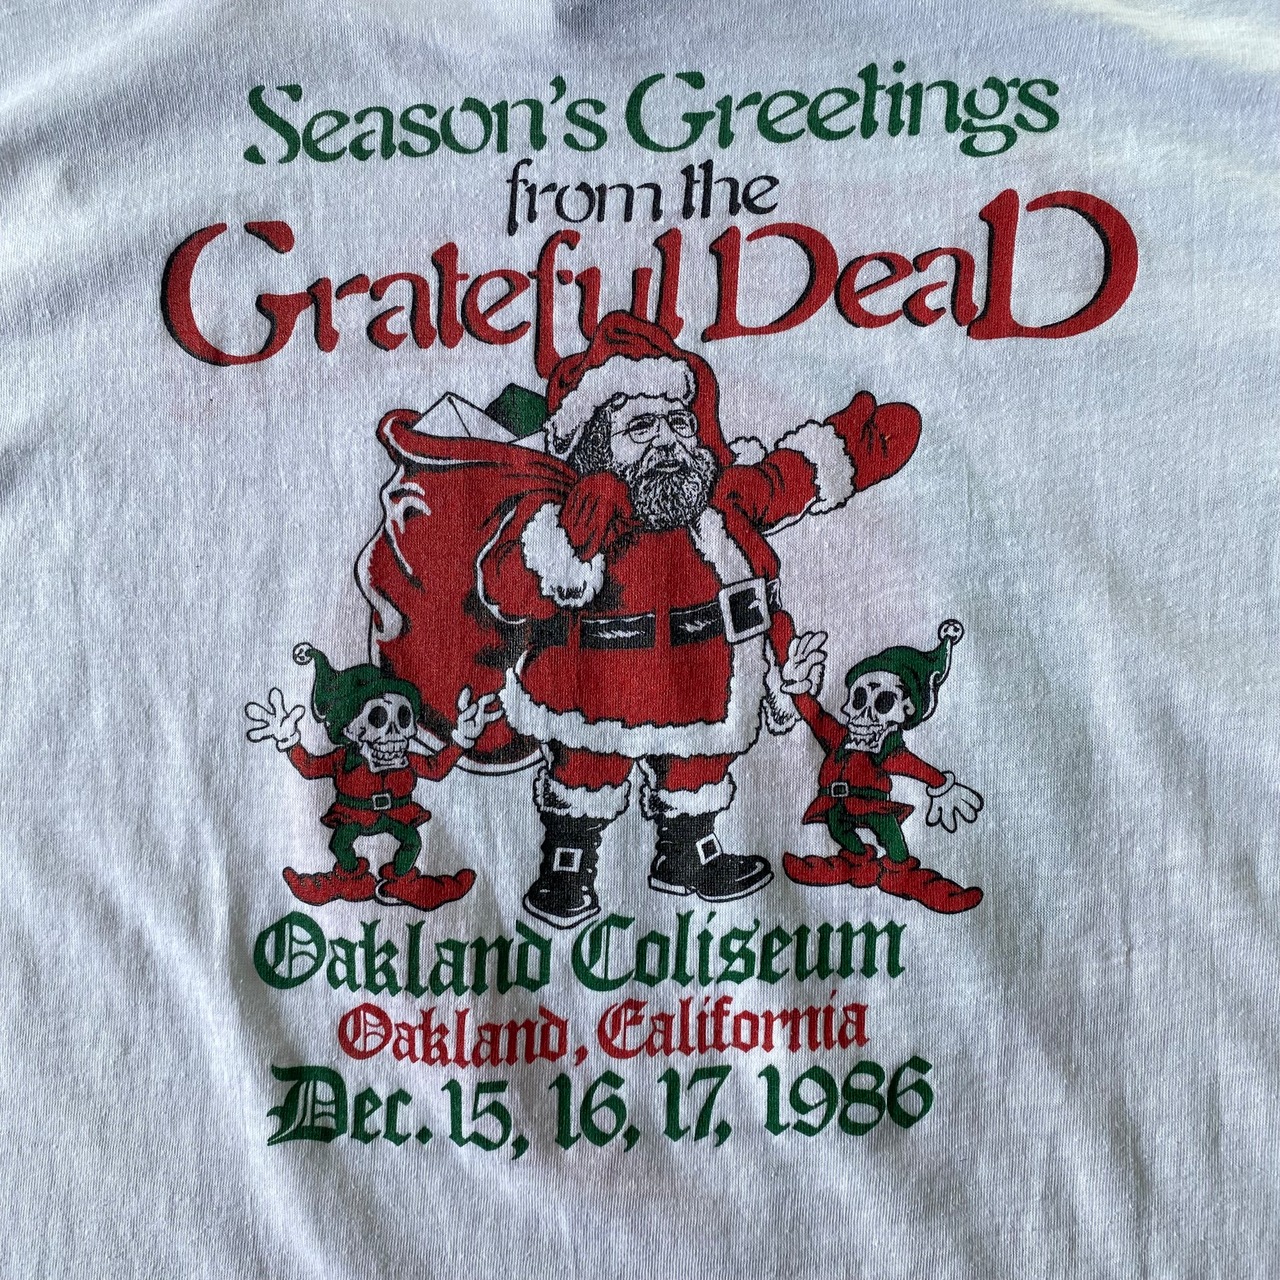 Season's Greetings
from the
Grateful Dead
Oakland Coliseum
Oakland, California
Dec. 15, 16, 17, 1986